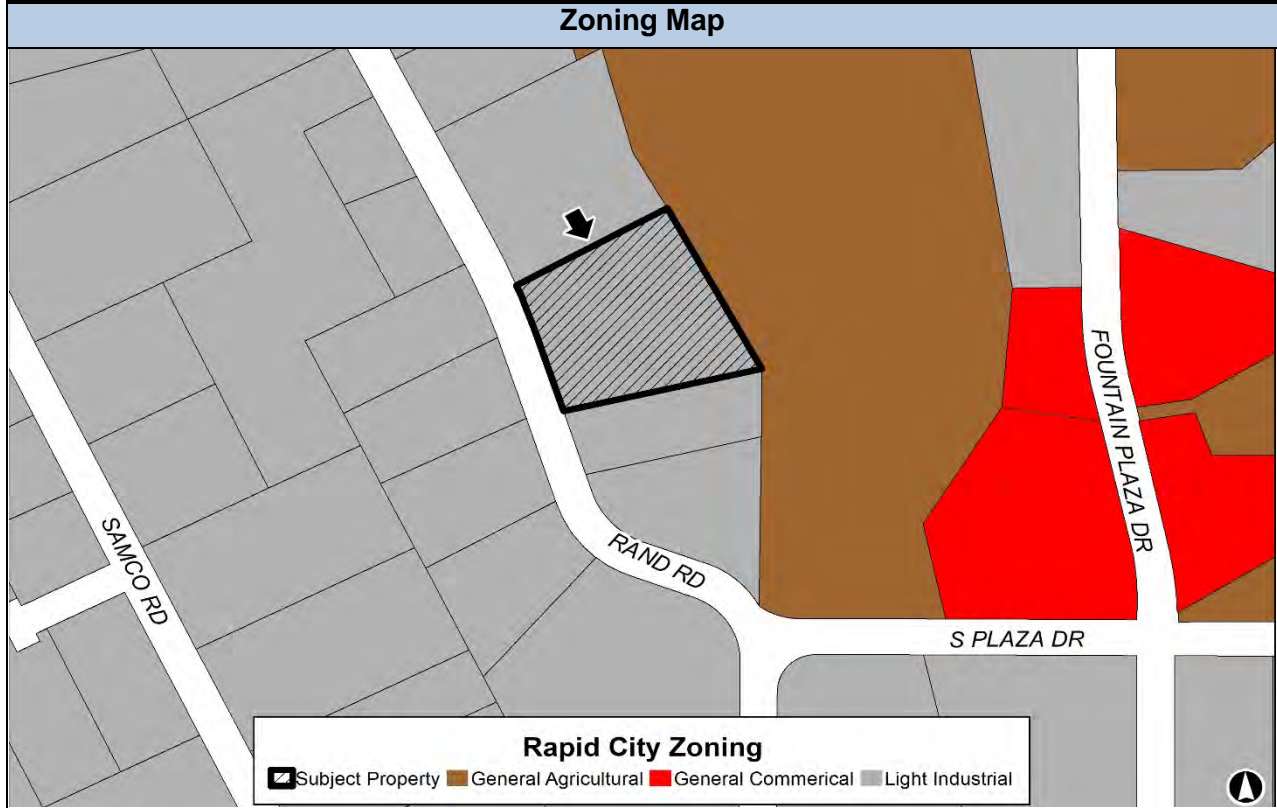 Zoning Map
FOUNTAIN PLAZA DR
SAMCO RD
RAND RD
S PLAZA DR
Rapid City Zoning
Subject Property General Agricultural General Commerical Light Industrial